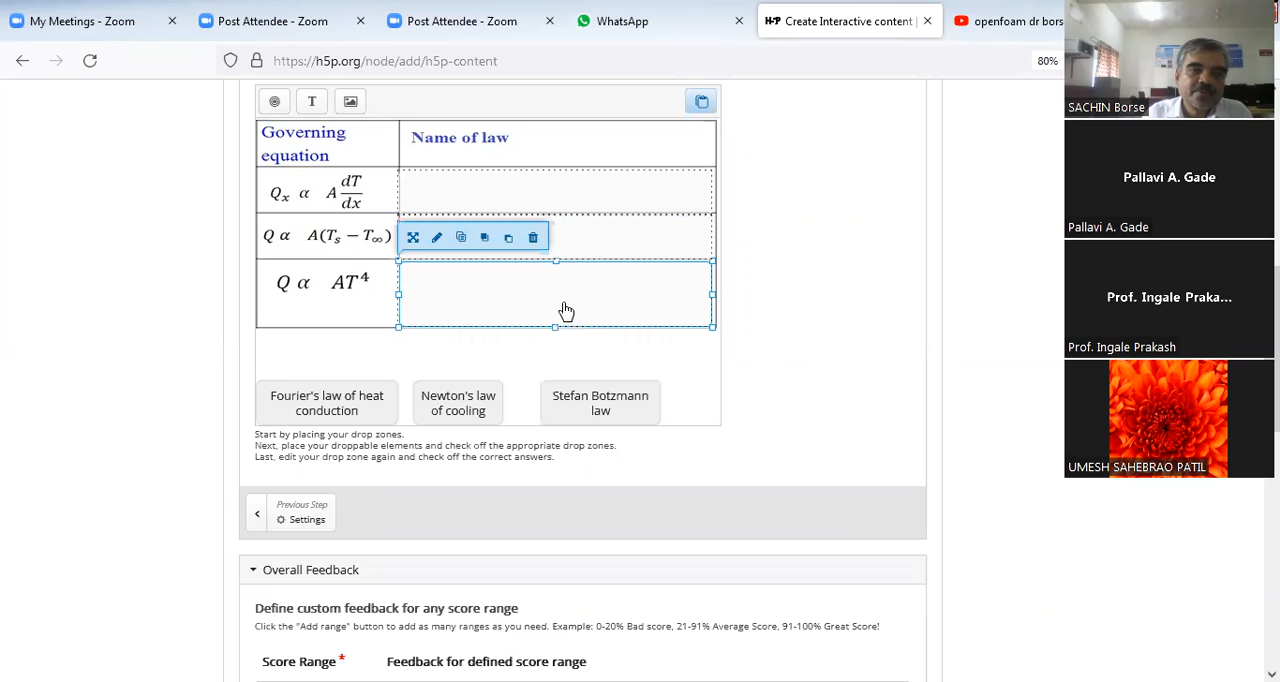 My Meetings - Zoom
Post Attendee - Zoom
Post Attendee - Zoom
WhatsApp
H-P Create Interactive content |
openfoam dr bors
https://h5p.org/node/add/h5p-content
80%
T
Governing equation
Name of law
Qx α A dT/dx
Q α A(Ts − T∞)
Q α AT⁴
Fourier's law of heat conduction
Newton's law of cooling
Stefan Botzmann law
Start by placing your drop zones.
Next, place your droppable elements and check off the appropriate drop zones.
Last, edit your drop zone again and check off the correct answers.
Previous Step
Settings
Overall Feedback
Define custom feedback for any score range
Click the "Add range" button to add as many ranges as you need. Example: 0-20% Bad score, 21-91% Average Score, 91-100% Great Score!
Score Range *
Feedback for defined score range
SACHIN Borse
Pallavi A. Gade
Pallavi A. Gade
Prof. Ingale Praka...
Prof. Ingale Prakash
UMESH SAHEBRAO PATIL